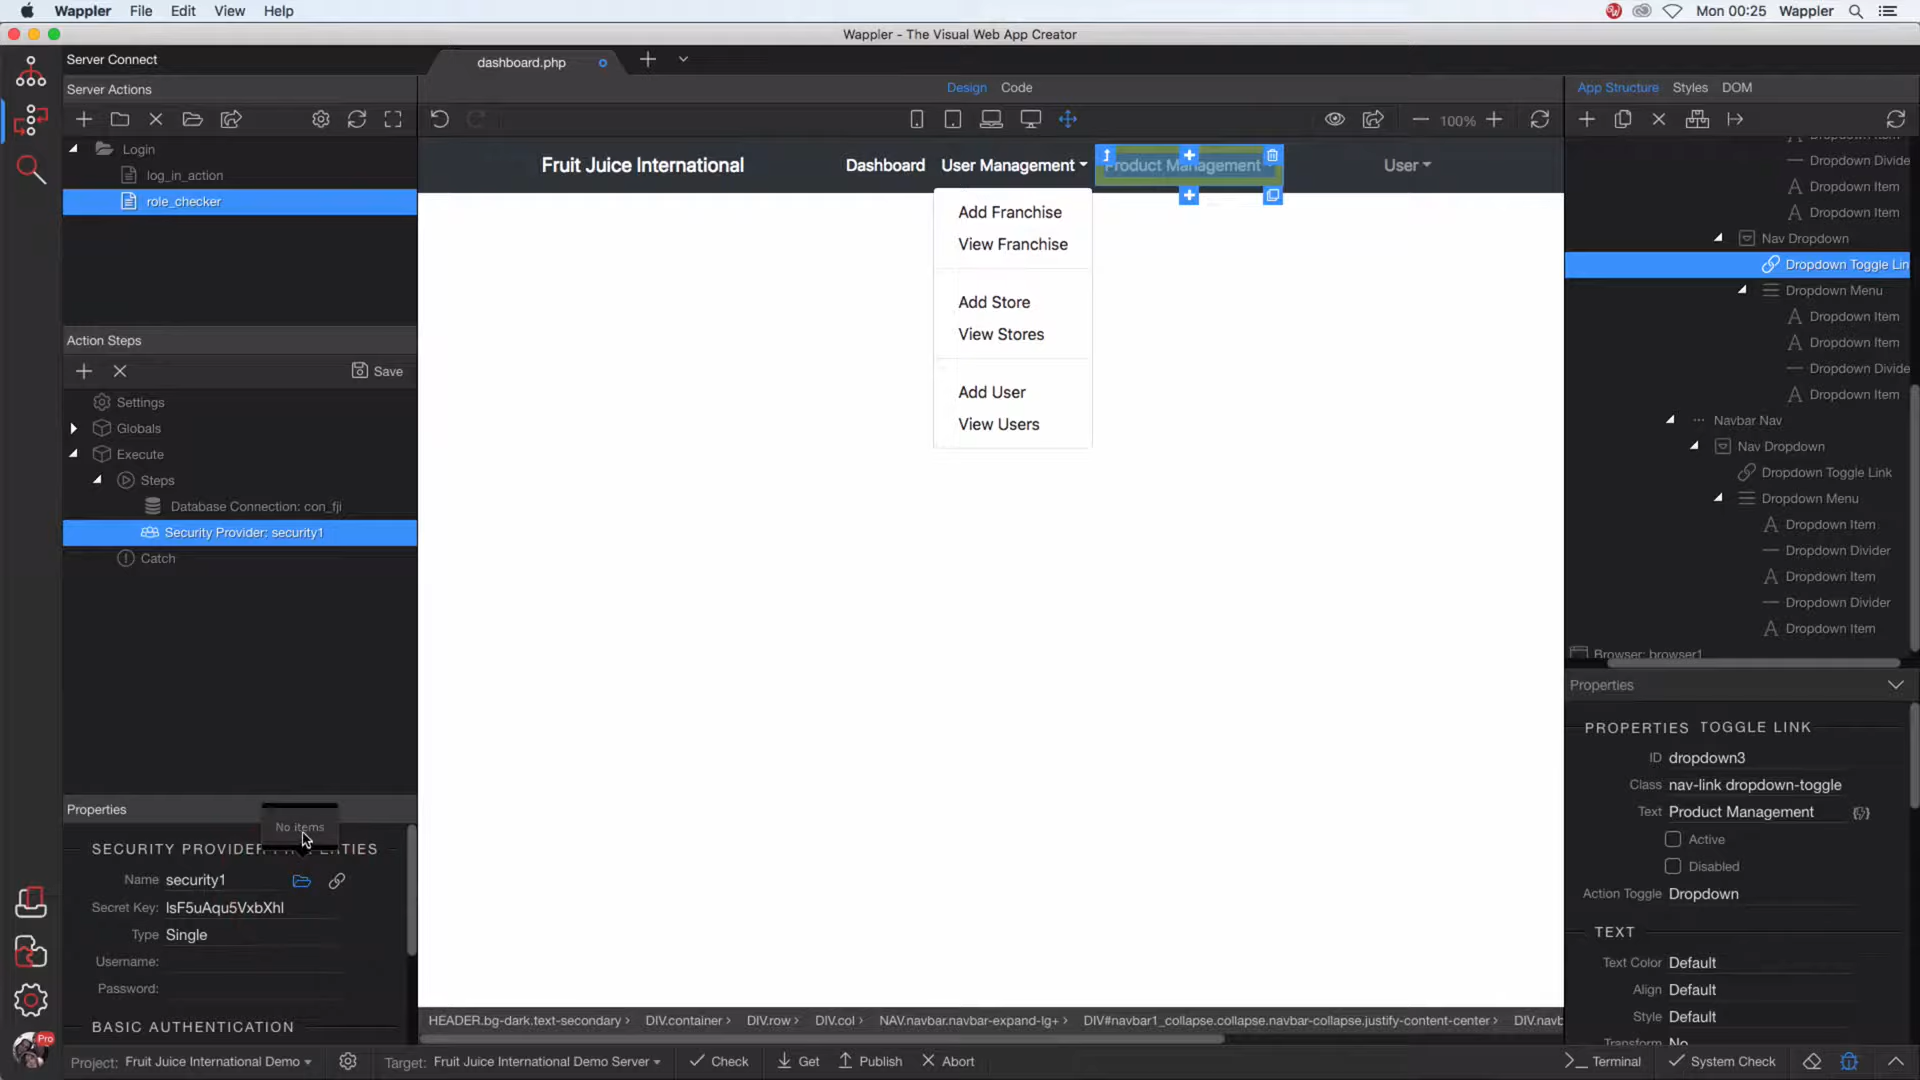 Wappler File Edit View Help
Mon 00:25 Wappler
Wappler - The Visual Web App Creator
Server Connect
dashboard.php
Server Actions
Design Code
App Structure Styles DOM
100%
Login
log_in_action
role_checker
Fruit Juice International Dashboard User Management Product Management User
Add Franchise
View Franchise
Add Store
View Stores
Add User
View Users
Action Steps
Save
Settings
Globals
Execute
Steps
Database Connection: con_fji
Security Provider: security1
Catch
Dropdown Divide
Dropdown Item
Dropdown Item
Nav Dropdown
Dropdown Toggle Lin
Dropdown Menu
Dropdown Item
Dropdown Item
Dropdown Divide
Dropdown Item
Navbar Nav
Nav Dropdown
Dropdown Toggle Link
Dropdown Menu
Dropdown Item
Dropdown Divider
Dropdown Item
Dropdown Divider
Dropdown Item
Browser: browser1
Properties
No items
SECURITY PROVIDER
Name security1
Secret Key: lsF5uAqu5VxbXhl
Type Single
Username:
Password:
BASIC AUTHENTICATION
Properties
PROPERTIES TOGGLE LINK
ID dropdown3
Class nav-link dropdown-toggle
Text Product Management
Active
Disabled
Action Toggle Dropdown
TEXT
Text Color Default
Align Default
Style Default
Transform No
HEADER.bg-dark.text-secondary DIV.container DIV.row DIV.col NAV.navbar.navbar-expand-lg+ DIV#navbar1_collapse.collapse.navbar-collapse.justify-content-center DIV.navb
Pro
Project: Fruit Juice International Demo Target: Fruit Juice International Demo Server Check Get Publish Abort Terminal System Check